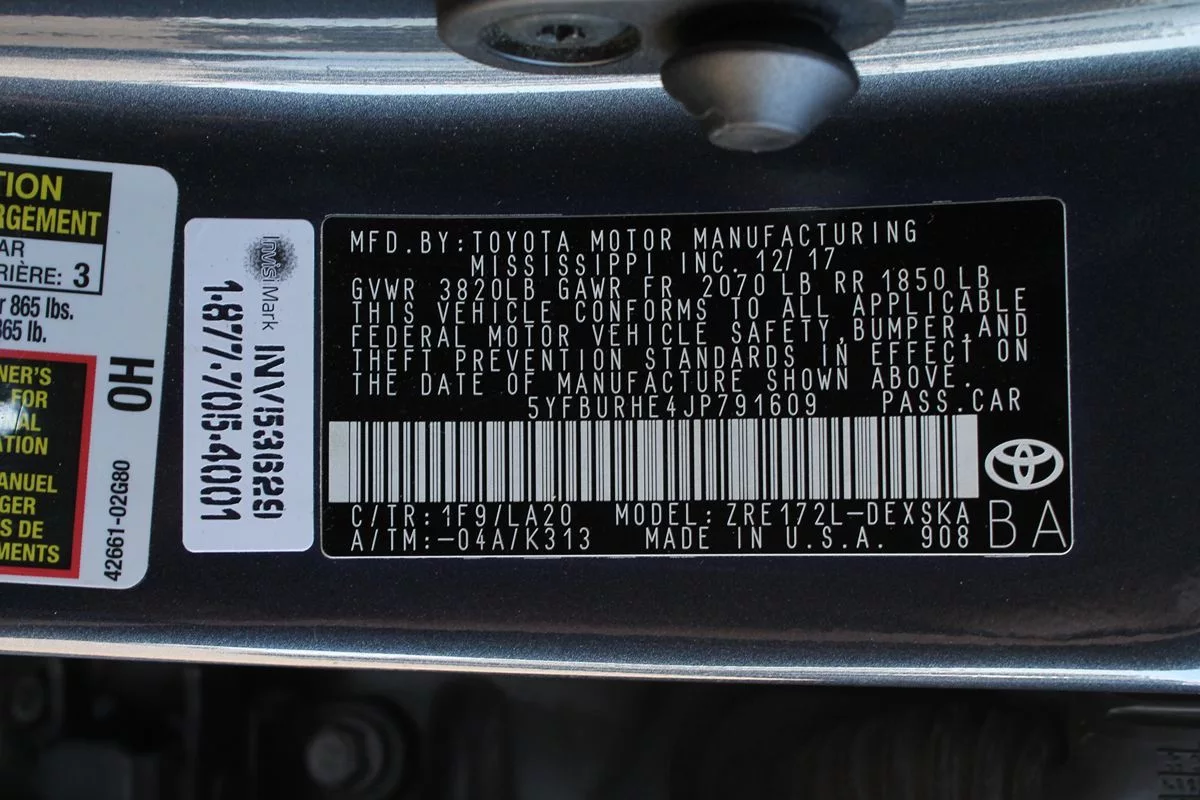 TION
RGEMENT
AR
RIÈRE: 3
r 865 lbs.
865 lb.
NER'S
FOR
AL
ATION
ANUEL
GER
S DE
MENTS
HO
42661-02G80
InvisiMark
INV53629
1·877·705·4001
MFD.BY:TOYOTA MOTOR MANUFACTURING
MISSISSIPPI INC. 12/17
GVWR 3820LB GAWR FR 2070 LB RR 1850 LB
THIS VEHICLE CONFORMS TO ALL APPLICABLE
FEDERAL MOTOR VEHICLE SAFETY,BUMPER,AND
THEFT PREVENTION STANDARDS IN EFFECT ON
THE DATE OF MANUFACTURE SHOWN ABOVE.
5YFBURHE4JP791609 PASS.CAR
C/TR:1F9/LA20 MODEL:ZRE172L-DEXSKA
A/TM:-04A/K313 MADE IN U.S.A. 908
BA